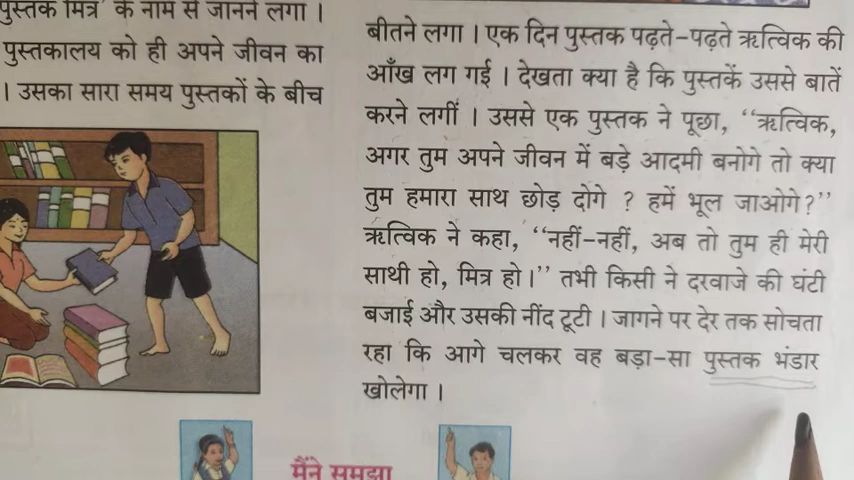 पुस्तक मित्र' के नाम से जानने लगा ।
पुस्तकालय को ही अपने जीवन का
। उसका सारा समय पुस्तकों के बीच
बीतने लगा । एक दिन पुस्तक पढ़ते-पढ़ते ऋत्विक की
आँख लग गई । देखता क्या है कि पुस्तकें उससे बातें
करने लगीं । उससे एक पुस्तक ने पूछा, ‘‘ऋत्विक,
अगर तुम अपने जीवन में बड़े आदमी बनोगे तो क्या
तुम हमारा साथ छोड़ दोगे ? हमें भूल जाओगे?’’
ऋत्विक ने कहा, ‘‘नहीं-नहीं, अब तो तुम ही मेरी
साथी हो, मित्र हो।’’ तभी किसी ने दरवाजे की घंटी
बजाई और उसकी नींद टूटी । जागने पर देर तक सोचता
रहा कि आगे चलकर वह बड़ा-सा पुस्तक भंडार
खोलेगा ।
मैंने समझा